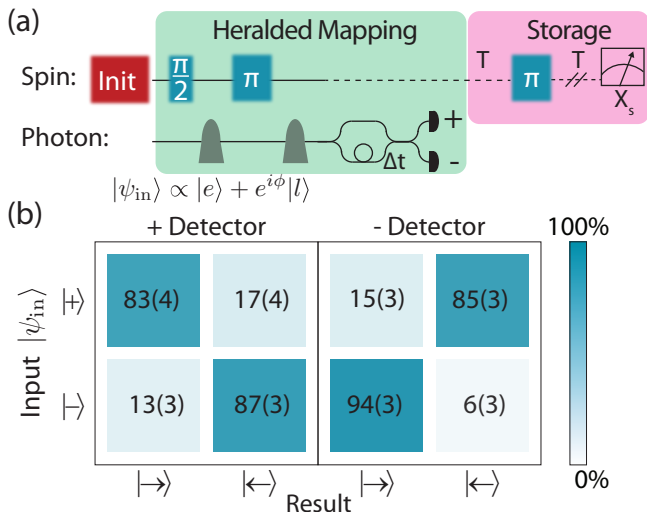 (a)
Heralded Mapping
Storage
Spin:
Init
π/2
π
T
π
T
X_s
Photon:
Δt
+
-
|ψ_in⟩ ∝ |e⟩ + e^{iϕ}|l⟩
(b)
+ Detector
- Detector
100%
Input |ψ_in⟩
|+⟩
83(4)
17(4)
15(3)
85(3)
|−⟩
13(3)
87(3)
94(3)
6(3)
0%
|→⟩
|←⟩
|→⟩
|←⟩
Result